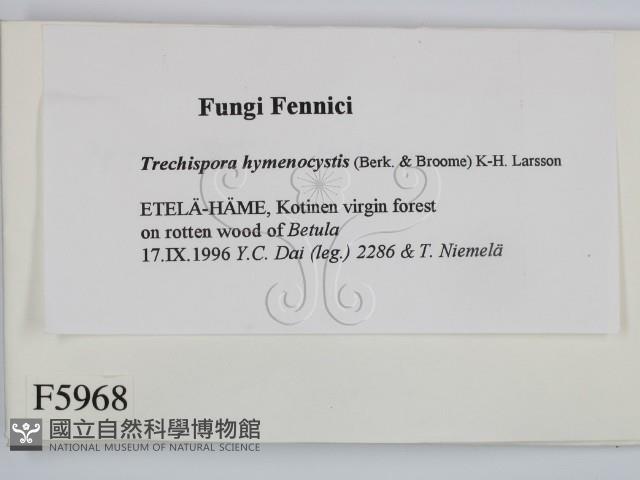 Fungi Fennici
Trechispora hymenocystis (Berk. & Broome) K-H. Larsson
ETELÄ-HÄME, Kotinen virgin forest
on rotten wood of Betula
17.IX.1996 Y.C. Dai (leg.) 2286 & T. Niemelä
F5968
國立自然科學博物館
NATIONAL MUSEUM OF NATURAL SCIENCE